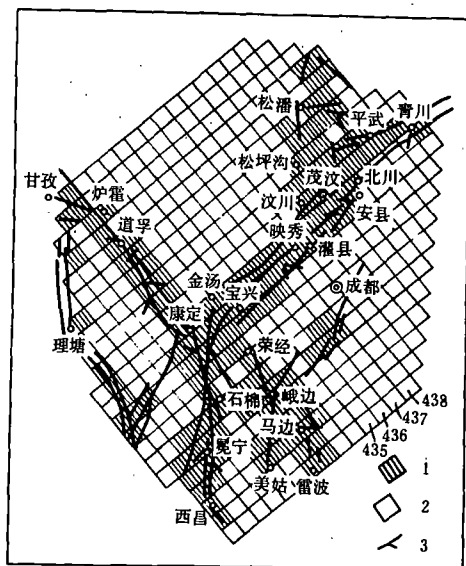 松潘
平武
青川
松坪沟
茂汶
北川
甘孜
炉霍
汶川
安县
道孚
映秀
灌县
金汤
宝兴
成都
康定
理塘
荥经
石棉
峨边
马边
冕宁
美姑
雷波
西昌
438
437
436
435
1
2
3